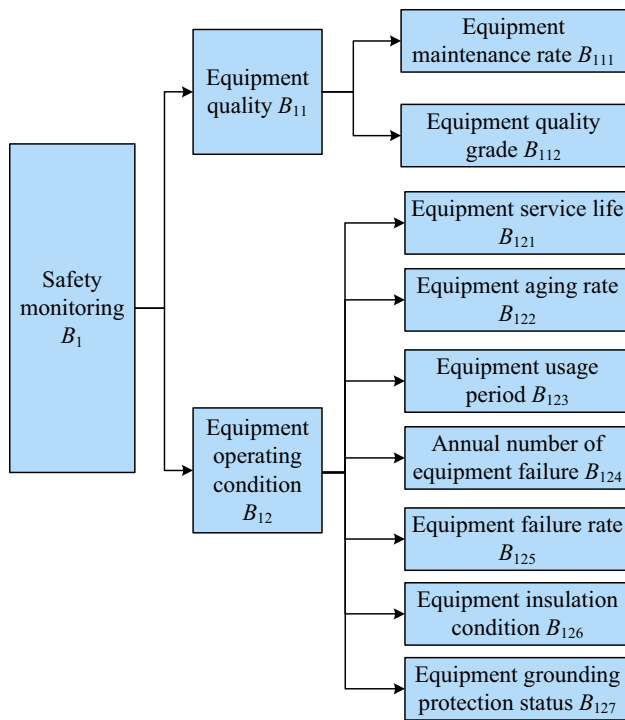 Safety
monitoring
B₁
Equipment
quality B₁₁
Equipment
operating
condition
B₁₂
Equipment
maintenance rate B₁₁₁
Equipment quality
grade B₁₁₂
Equipment service life
B₁₂₁
Equipment aging rate
B₁₂₂
Equipment usage
period B₁₂₃
Annual number of
equipment failure B₁₂₄
Equipment failure rate
B₁₂₅
Equipment insulation
condition B₁₂₆
Equipment grounding
protection status B₁₂₇